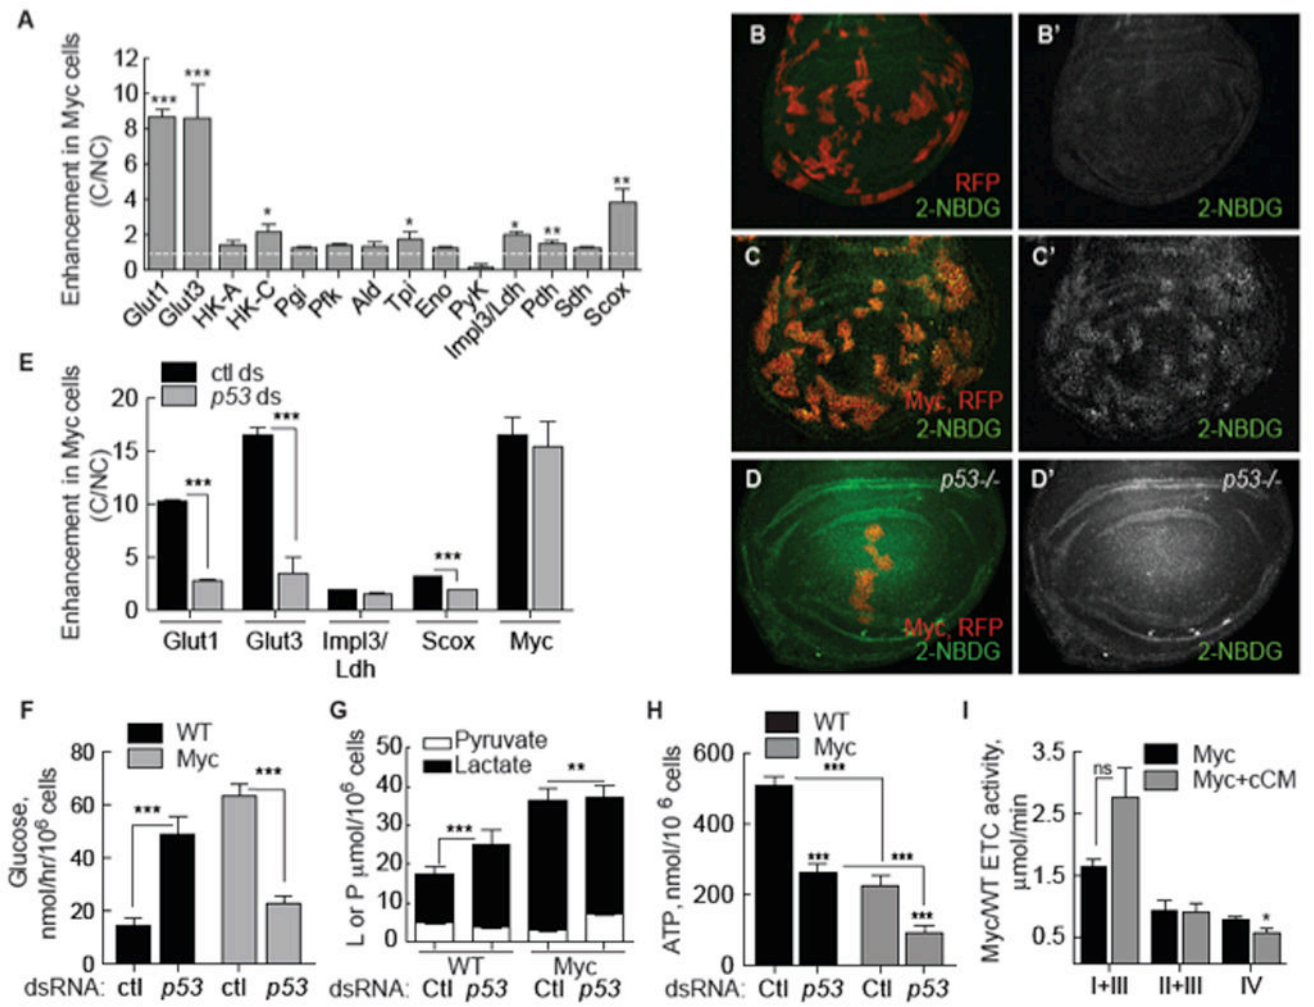 A
Enhancement in Myc cells
(C/NC)
12
10
8
6
4
2
0
***
***
*
*
*
**
**
Glut1
Glut3
HK-A
HK-C
Pgi
Pfk
Ald
Tpi
Eno
PyK
Impl3/Ldh
Pdh
Sdh
Scox
B
RFP
2-NBDG
B'
2-NBDG
C
Myc, RFP
2-NBDG
C'
2-NBDG
D
p53-/-
Myc, RFP
2-NBDG
D'
p53-/-
2-NBDG
E
ctl ds
p53 ds
Enhancement in Myc cells
(C/NC)
20
15
10
5
0
***
***
***
Glut1
Glut3
Impl3/
Ldh
Scox
Myc
F
WT
Myc
Glucose,
nmol/hr/10⁶ cells
80
60
40
20
0
***
***
dsRNA: ctl p53 ctl p53
G
Pyruvate
Lactate
L or P µmol/10⁶ cells
50
40
30
20
10
0
***
**
WT
Myc
dsRNA: Ctl p53 Ctl p53
H
WT
Myc
ATP, nmol/10 ⁶ cells
600
400
200
0
***
***
***
***
dsRNA: Ctl p53 Ctl p53
I
Myc
Myc+cCM
Myc/WT ETC activity,
µmol/min
3.5
2.5
1.5
0.5
ns
*
I+III
II+III
IV